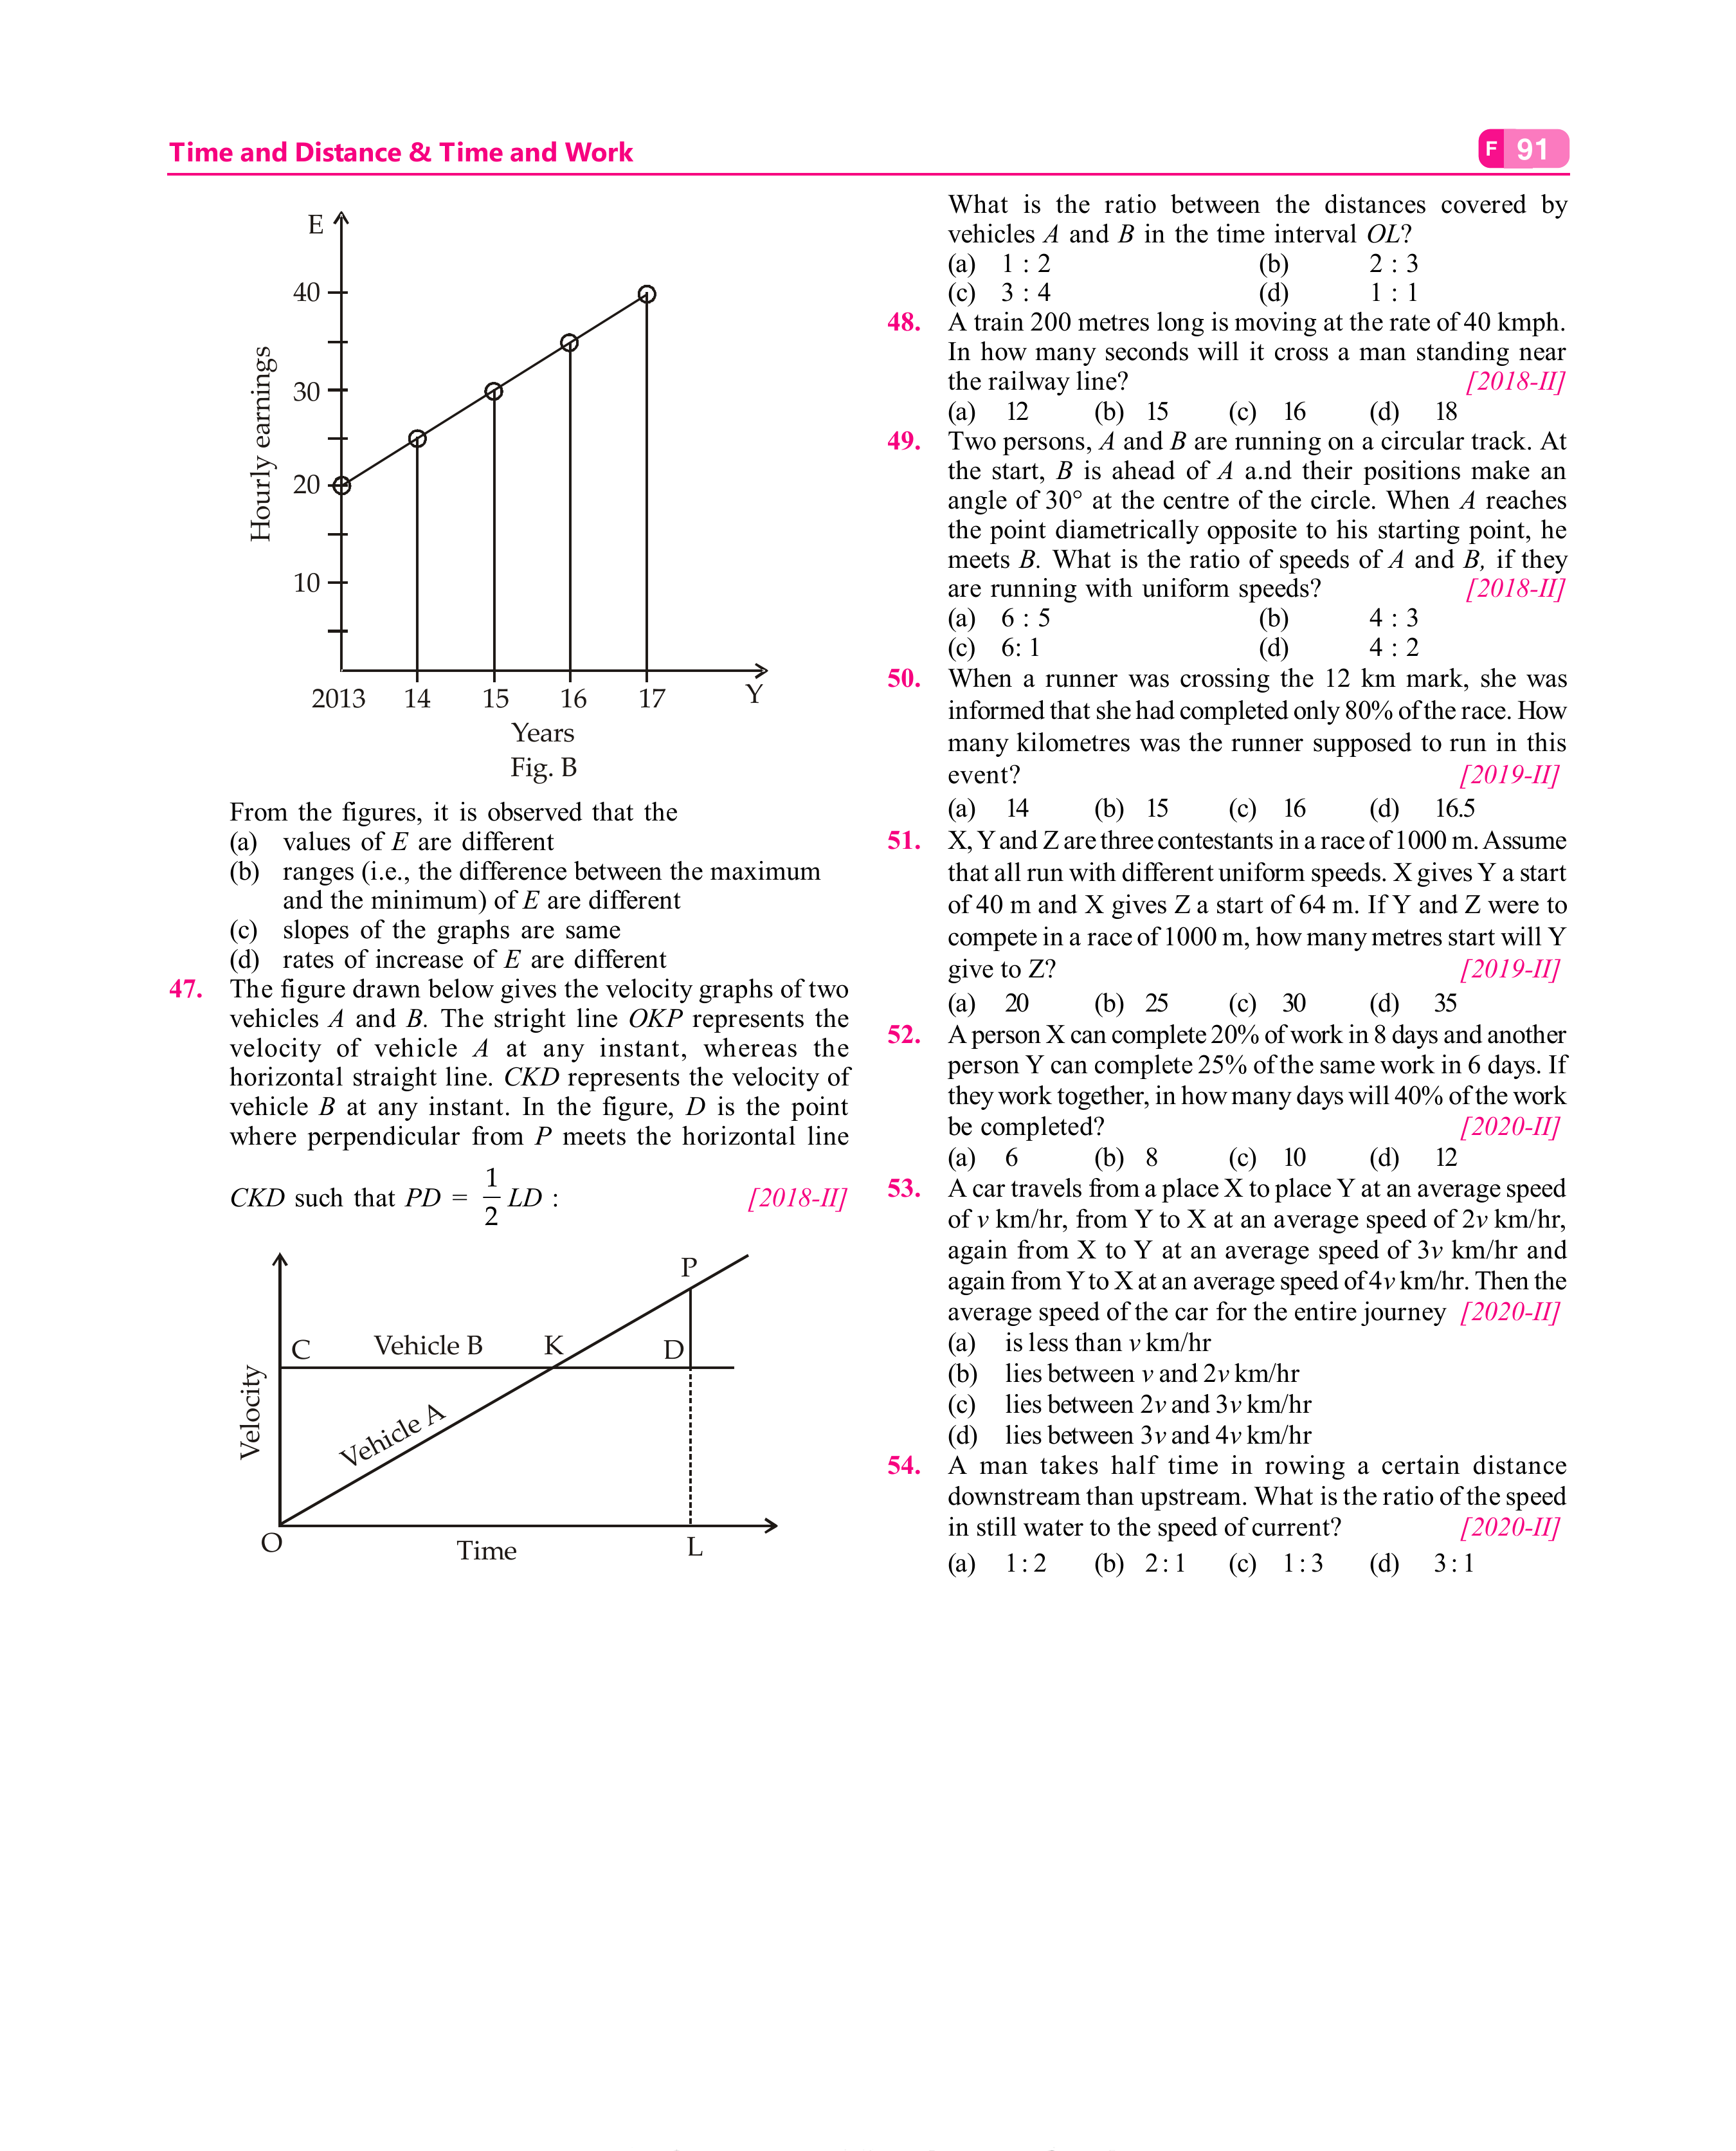 Time and Distance & Time and Work
F 91
E
40
30
20
10
Hourly earnings
2013 14 15 16 17 Y
Years
Fig. B
From the figures, it is observed that the
(a) values of E are different
(b) ranges (i.e., the difference between the maximum
and the minimum) of E are different
(c) slopes of the graphs are same
(d) rates of increase of E are different
47. The figure drawn below gives the velocity graphs of two
vehicles A and B. The stright line OKP represents the
velocity of vehicle A at any instant, whereas the
horizontal straight line. CKD represents the velocity of
vehicle B at any instant. In the figure, D is the point
where perpendicular from P meets the horizontal line
CKD such that PD = 1/2 LD : [2018-II]
P
C Vehicle B K D
Velocity
Vehicle A
O Time L
What is the ratio between the distances covered by
vehicles A and B in the time interval OL?
(a) 1 : 2 (b) 2 : 3
(c) 3 : 4 (d) 1 : 1
48. A train 200 metres long is moving at the rate of 40 kmph.
In how many seconds will it cross a man standing near
the railway line? [2018-II]
(a) 12 (b) 15 (c) 16 (d) 18
49. Two persons, A and B are running on a circular track. At
the start, B is ahead of A a.nd their positions make an
angle of 30° at the centre of the circle. When A reaches
the point diametrically opposite to his starting point, he
meets B. What is the ratio of speeds of A and B, if they
are running with uniform speeds? [2018-II]
(a) 6 : 5 (b) 4 : 3
(c) 6: 1 (d) 4 : 2
50. When a runner was crossing the 12 km mark, she was
informed that she had completed only 80% of the race. How
many kilometres was the runner supposed to run in this
event? [2019-II]
(a) 14 (b) 15 (c) 16 (d) 16.5
51. X, Y and Z are three contestants in a race of 1000 m. Assume
that all run with different uniform speeds. X gives Y a start
of 40 m and X gives Z a start of 64 m. If Y and Z were to
compete in a race of 1000 m, how many metres start will Y
give to Z? [2019-II]
(a) 20 (b) 25 (c) 30 (d) 35
52. A person X can complete 20% of work in 8 days and another
person Y can complete 25% of the same work in 6 days. If
they work together, in how many days will 40% of the work
be completed? [2020-II]
(a) 6 (b) 8 (c) 10 (d) 12
53. A car travels from a place X to place Y at an average speed
of v km/hr, from Y to X at an average speed of 2v km/hr,
again from X to Y at an average speed of 3v km/hr and
again from Y to X at an average speed of 4v km/hr. Then the
average speed of the car for the entire journey [2020-II]
(a) is less than v km/hr
(b) lies between v and 2v km/hr
(c) lies between 2v and 3v km/hr
(d) lies between 3v and 4v km/hr
54. A man takes half time in rowing a certain distance
downstream than upstream. What is the ratio of the speed
in still water to the speed of current? [2020-II]
(a) 1 : 2 (b) 2 : 1 (c) 1 : 3 (d) 3 : 1